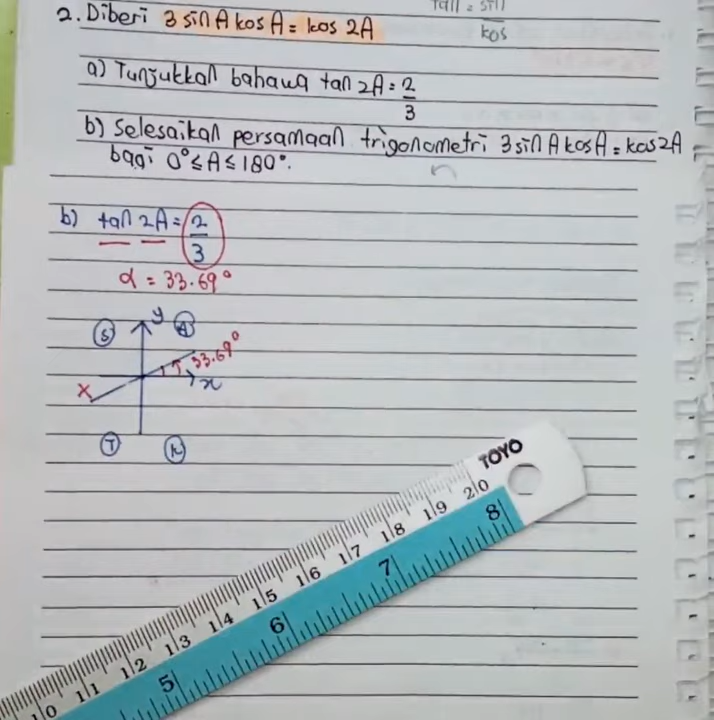 tan = sin
kos
2. Diberi 3 sin A kos A = kos 2A
a) Tunjukkan bahawa tan 2A = 2/3
b) Selesaikan persamaan trigonometri 3 sin A kos A = kos 2A
bagi 0° ≤ A ≤ 180°.
b) tan 2A = 2/3
α = 33.69°
y
S A
33.69°
x x
T K
TOYO
10 11 12 13 14 15 16 17 18 19 20
5 6 7 8